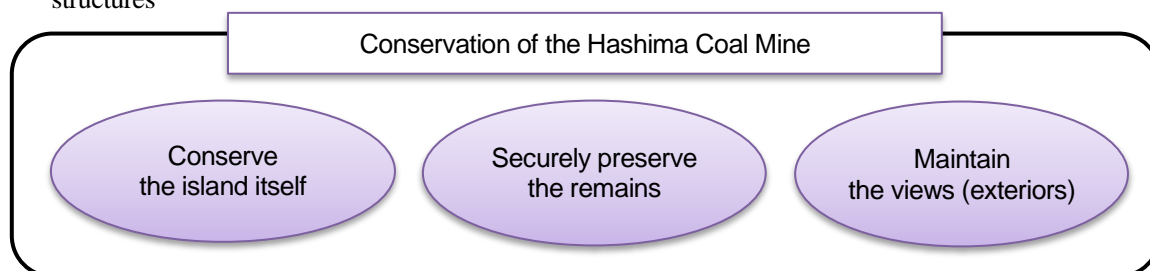 structures
Conservation of the Hashima Coal Mine
Conserve
the island itself
Securely preserve
the remains
Maintain
the views (exteriors)